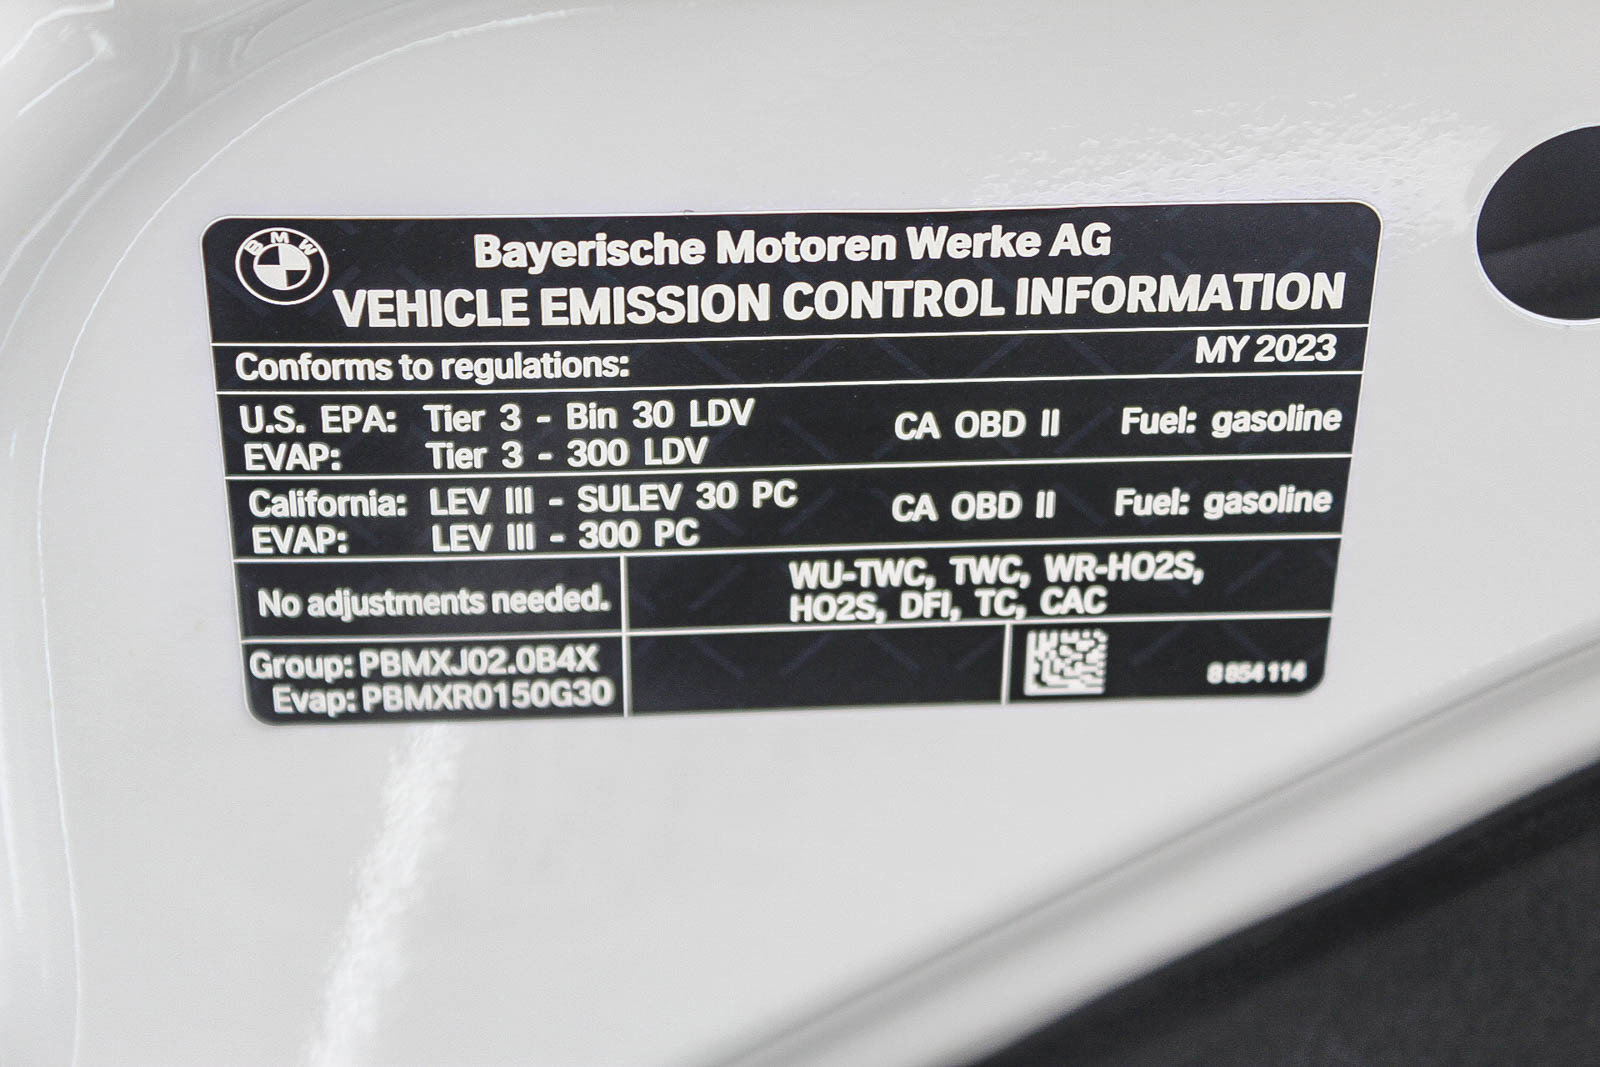 BMW
Bayerische Motoren Werke AG
VEHICLE EMISSION CONTROL INFORMATION
Conforms to regulations: MY 2023
U.S. EPA: Tier 3 - Bin 30 LDV CA OBD II Fuel: gasoline
EVAP: Tier 3 - 300 LDV
California: LEV III - SULEV 30 PC CA OBD II Fuel: gasoline
EVAP: LEV III - 300 PC
No adjustments needed.
WU-TWC, TWC, WR-HO2S,
HO2S, DFI, TC, CAC
Group: PBMXJ02.0B4X
Evap: PBMXR0150G30
8 854 114